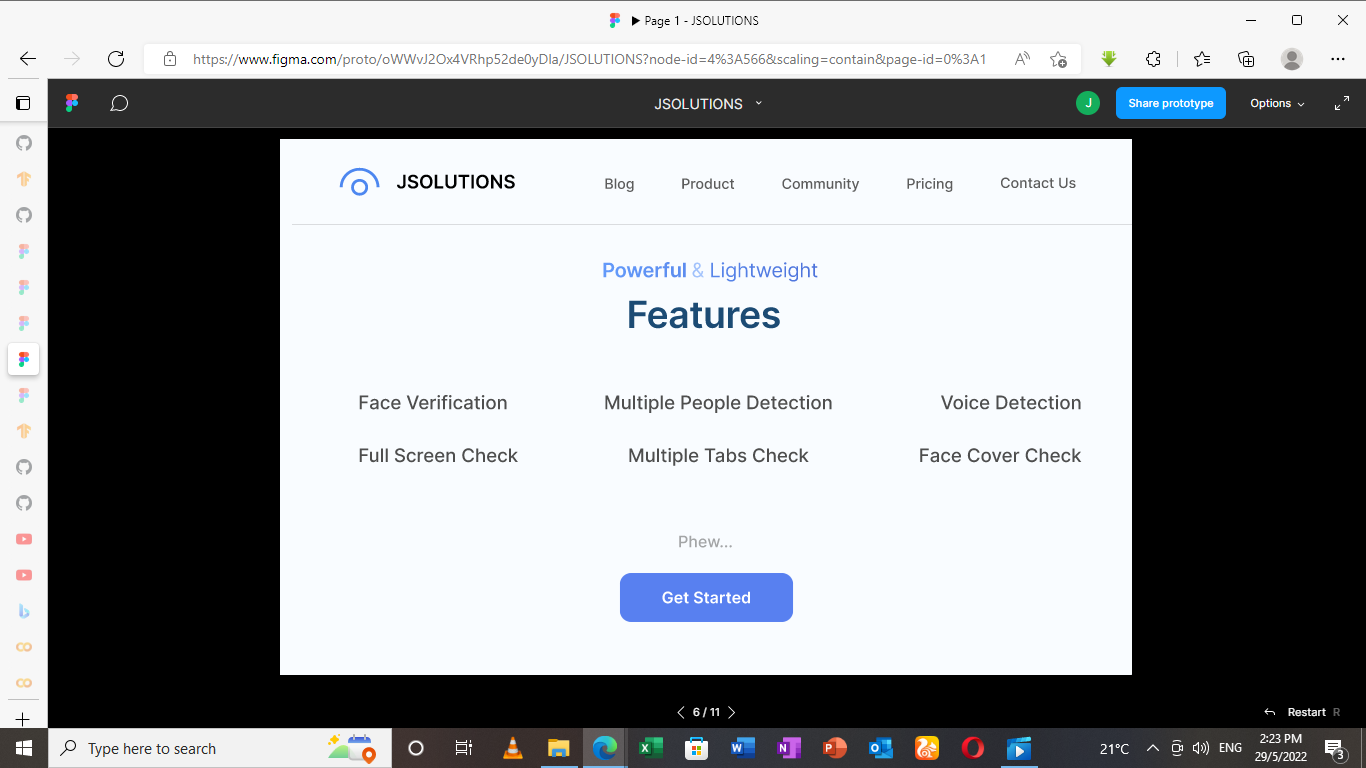 Page 1 - JSOLUTIONS
https://www.figma.com/proto/oWWvJ2Ox4VRhp52de0yDIa/JSOLUTIONS?node-id=4%3A566&scaling=contain&page-id=0%3A1
JSOLUTIONS
J
Share prototype
Options
JSOLUTIONS
Blog
Product
Community
Pricing
Contact Us
Powerful & Lightweight
Features
Face Verification
Multiple People Detection
Voice Detection
Full Screen Check
Multiple Tabs Check
Face Cover Check
Phew...
Get Started
6 / 11
Restart R
Type here to search
21°C
ENG
2:23 PM
29/5/2022
3